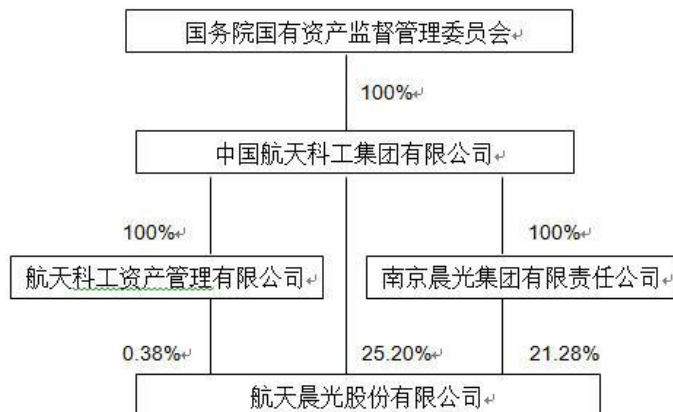 国务院国有资产监督管理委员会
100%
中国航天科工集团有限公司
100% 100%
航天科工资产管理有限公司 南京晨光集团有限责任公司
0.38% 25.20% 21.28%
航天晨光股份有限公司